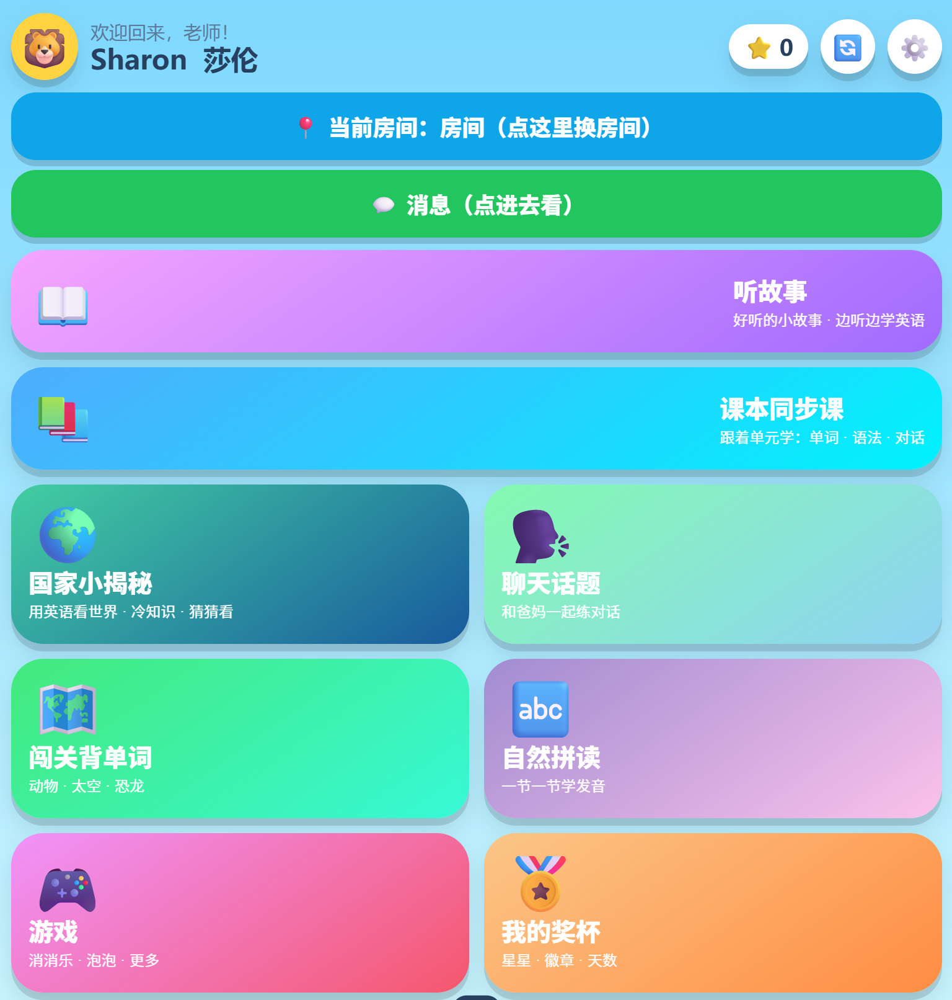 欢迎回来，老师！
Sharon 莎伦
0
当前房间：房间（点这里换房间）
消息（点进去看）
听故事
好听的小故事 · 边听边学英语
课本同步课
跟着单元学：单词 · 语法 · 对话
国家小揭秘
用英语看世界 · 冷知识 · 猜猜看
聊天话题
和爸妈一起练对话
闯关背单词
动物 · 太空 · 恐龙
abc
自然拼读
一节一节学发音
游戏
消消乐 · 泡泡 · 更多
我的奖杯
星星 · 徽章 · 天数